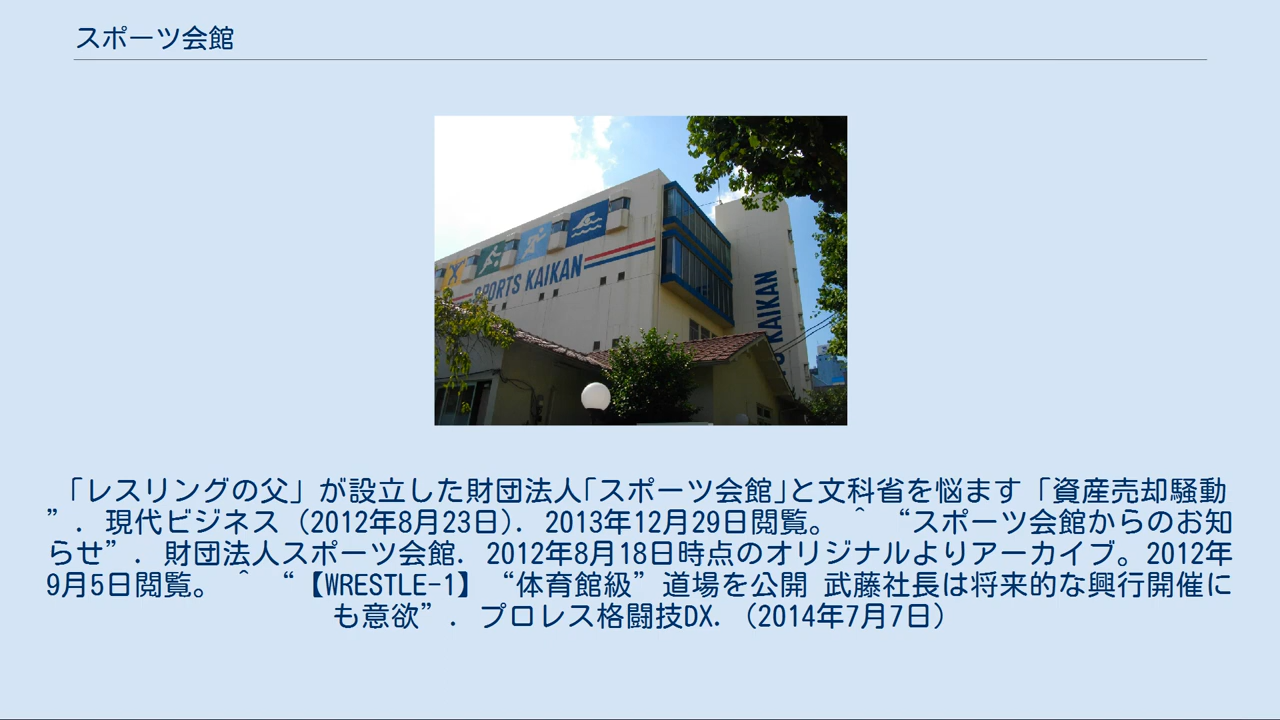 スポーツ会館
SPORTS KAIKAN
KAIKAN
「レスリングの父」が設立した財団法人｢スポーツ会館｣と文科省を悩ます「資産売却騒動
”. 現代ビジネス (2012年8月23日). 2013年12月29日閲覧。 ^ “スポーツ会館からのお知
らせ”. 財団法人スポーツ会館. 2012年8月18日時点のオリジナルよりアーカイブ。2012年
9月5日閲覧。 ^ “【WRESTLE-1】 “体育館級”道場を公開 武藤社長は将来的な興行開催に
も意欲”. プロレス格闘技DX. (2014年7月7日)